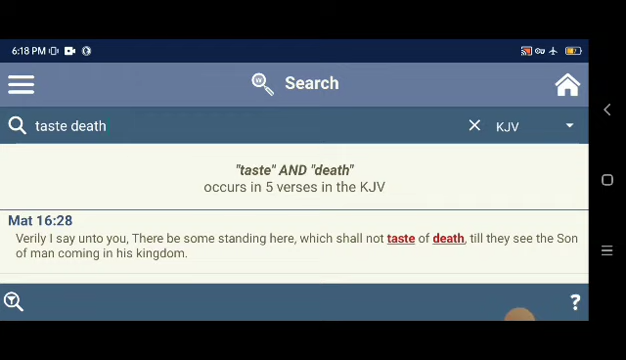 6:18 PM
Search
taste death
KJV
"taste" AND "death"
occurs in 5 verses in the KJV
Mat 16:28
Verily I say unto you, There be some standing here, which shall not taste of death, till they see the Son
of man coming in his kingdom.
?